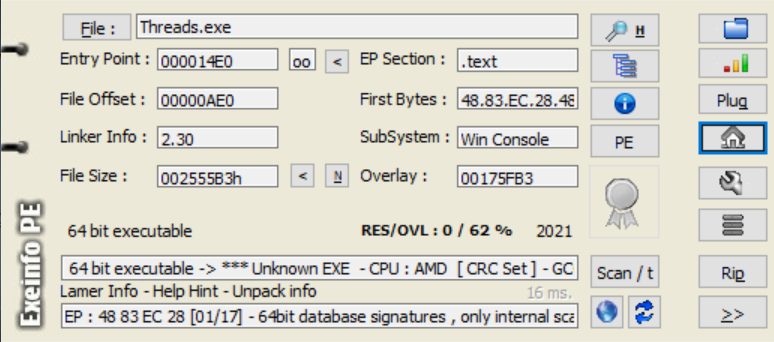 File : Threads.exe H
Entry Point : 000014E0 oo < EP Section : .text
File Offset : 00000AE0 First Bytes : 48.83.EC.28.48 Plug
Linker Info : 2.30 SubSystem : Win Console PE
File Size : 002555B3h < N Overlay : 00175FB3
64 bit executable RES/OVL : 0 / 62 % 2021
64 bit executable -> *** Unknown EXE - CPU : AMD [ CRC Set ] - GC Scan / t Rip
Lamer Info - Help Hint - Unpack info 16 ms.
EP : 48 83 EC 28 [01/17] - 64bit database signatures , only internal sca >>
Exeinfo PE